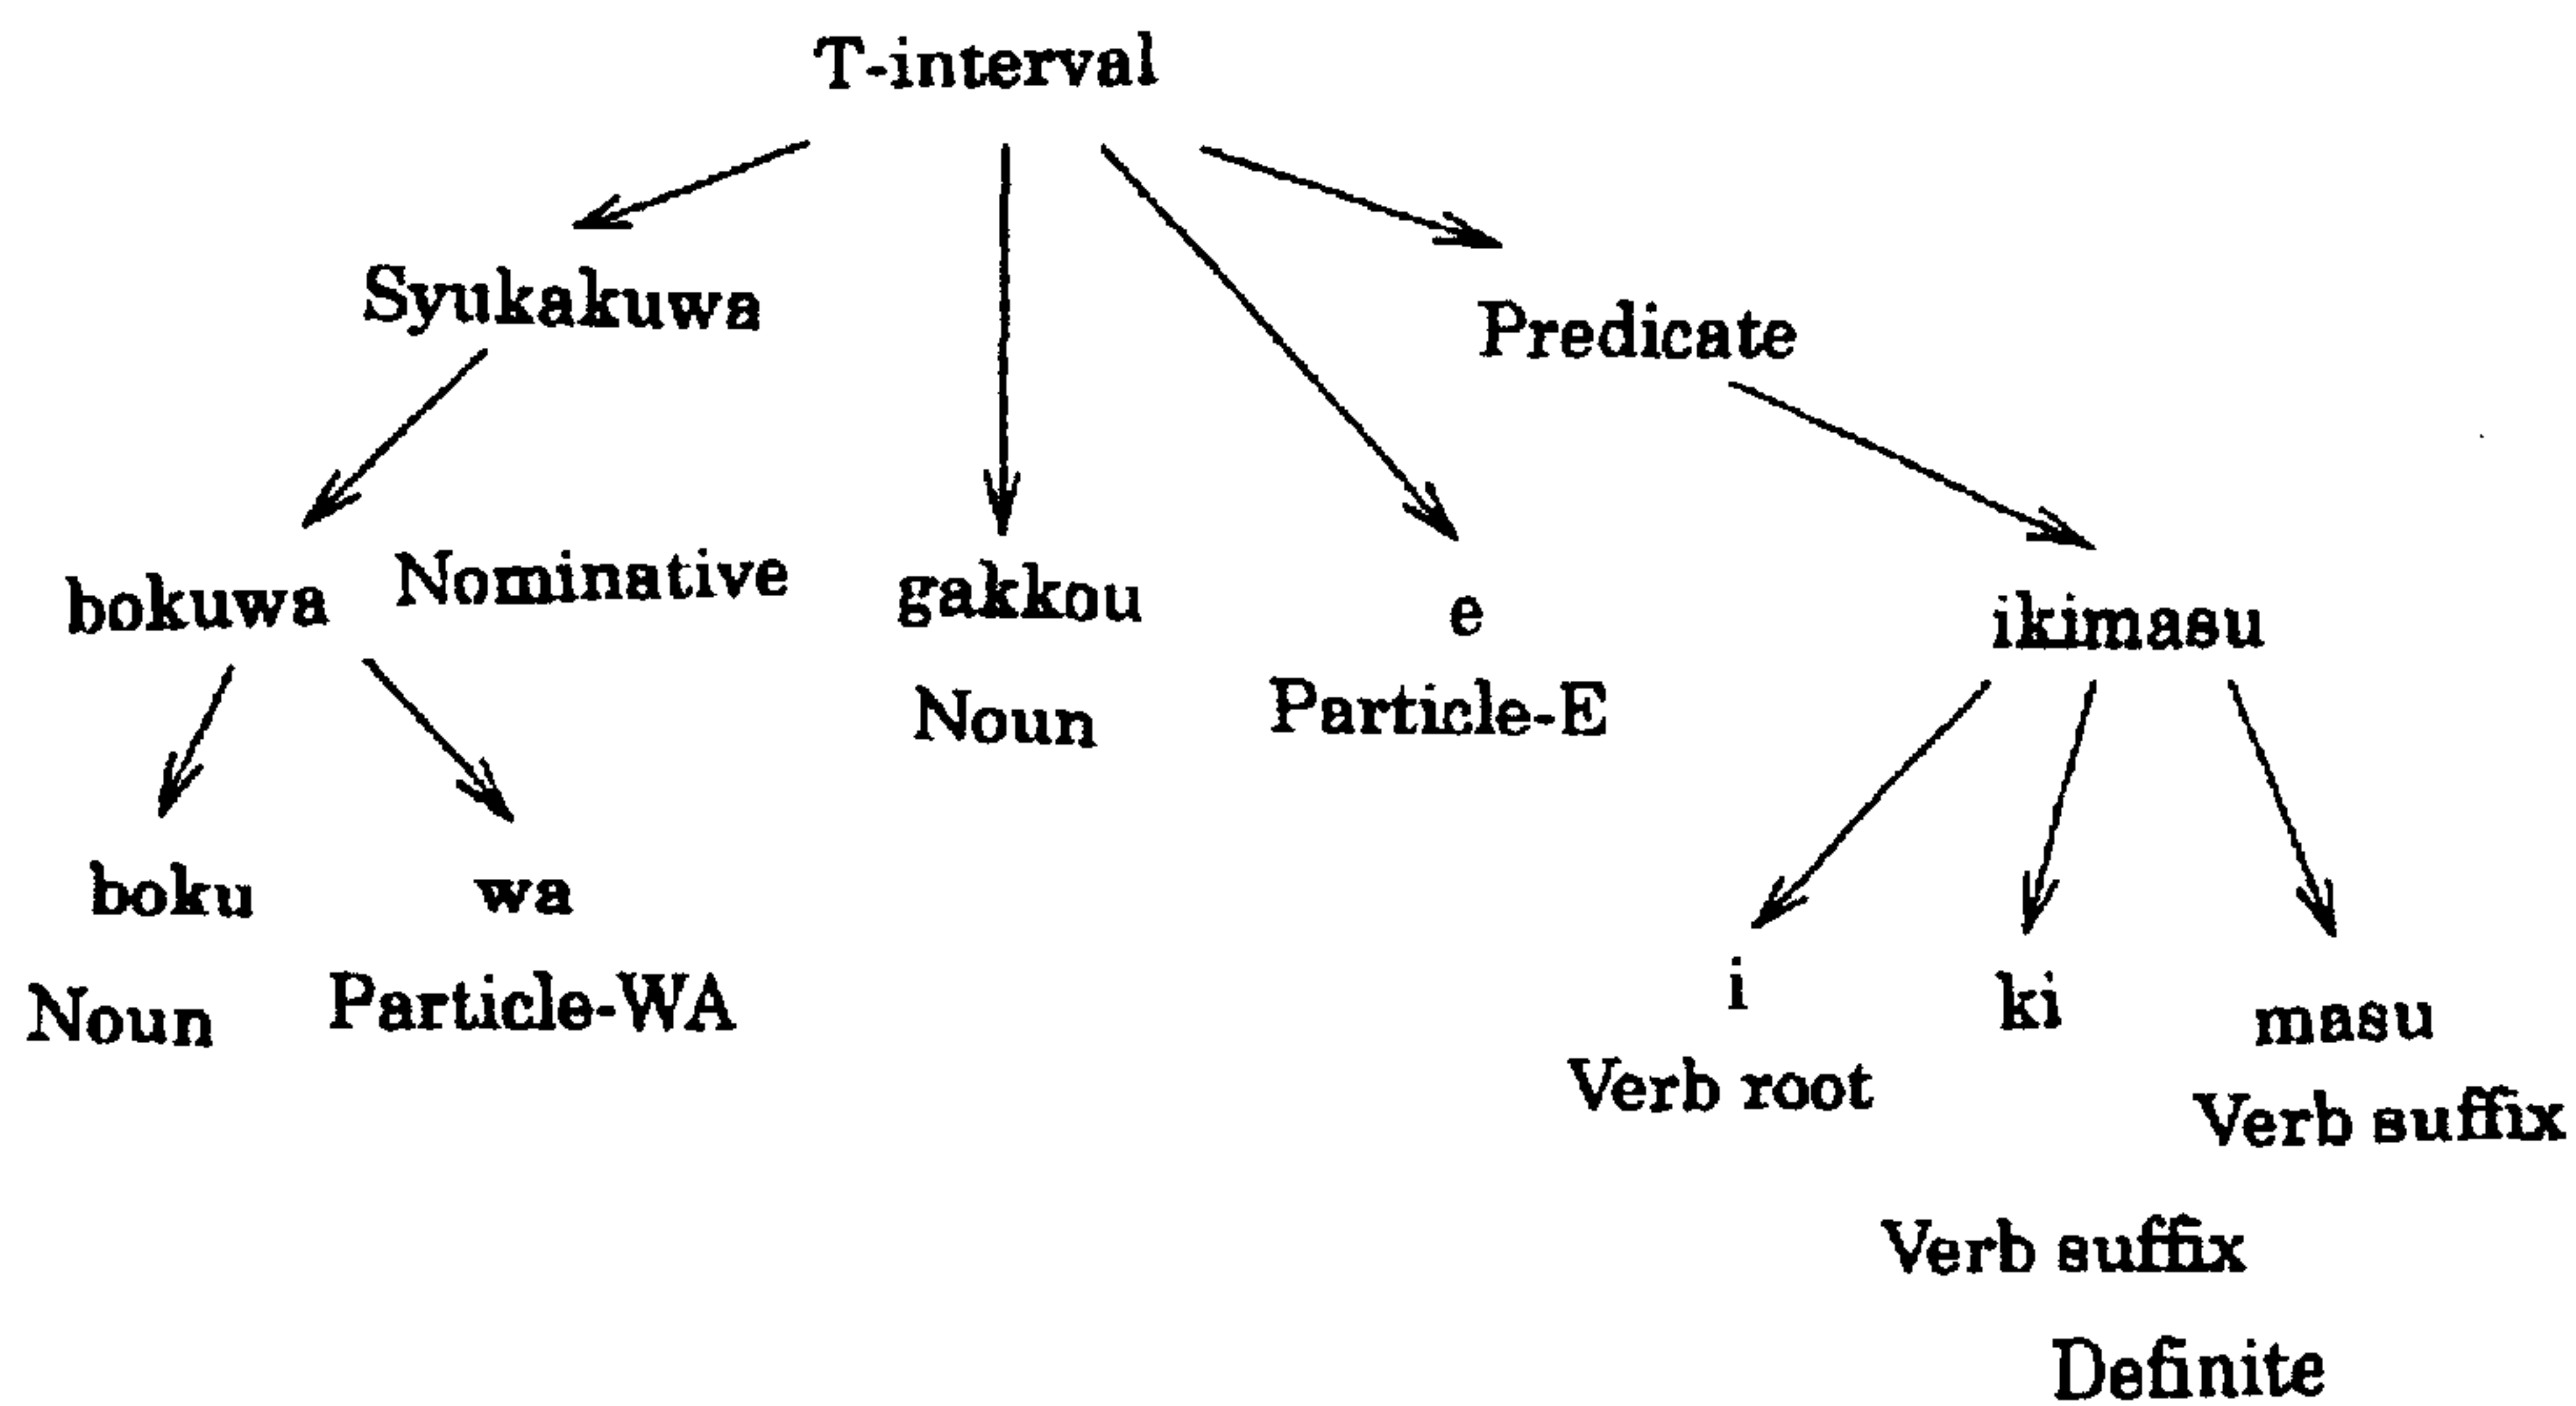 T-interval
Syukakuwa
Predicate
bokuwa Nominative gakkou e ikimasu
Noun Particle-E
boku wa
Noun Particle-WA
i ki masu
Verb root Verb suffix
Verb suffix
Definite